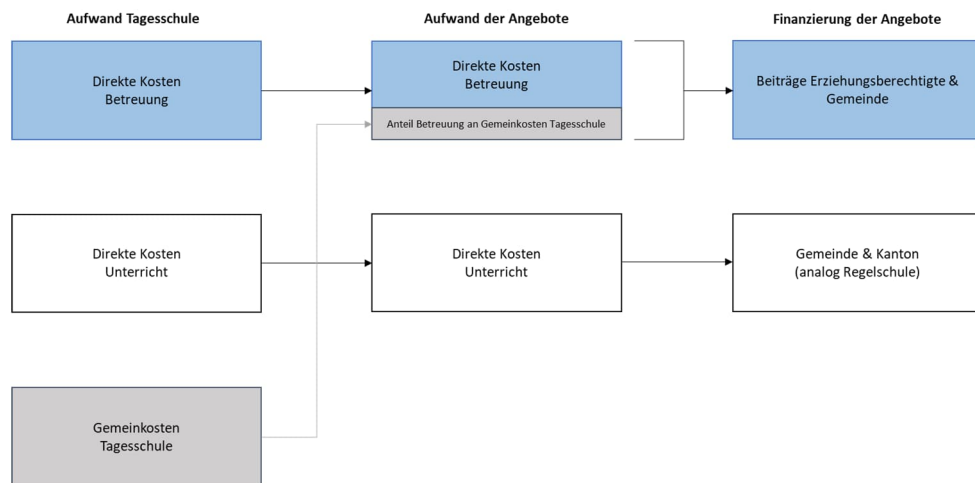 Aufwand Tagesschule
Aufwand der Angebote
Finanzierung der Angebote
Direkte Kosten
Betreuung
Direkte Kosten
Betreuung
Anteil Betreuung an Gemeinkosten Tagesschule
Beiträge Erziehungsberechtigte &
Gemeinde
Direkte Kosten
Unterricht
Direkte Kosten
Unterricht
Gemeinde & Kanton
(analog Regelschule)
Gemeinkosten
Tagesschule